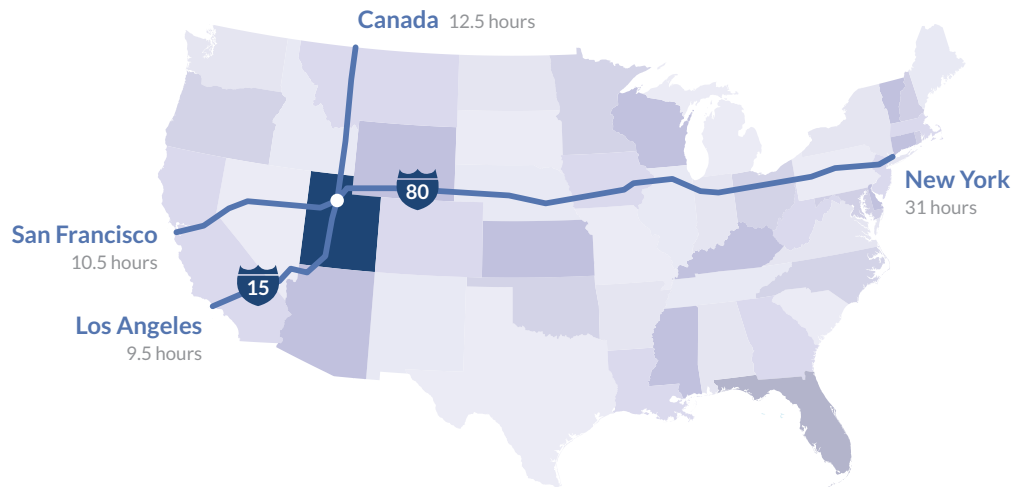 Canada 12.5 hours
80
New York
31 hours
San Francisco
10.5 hours
15
Los Angeles
9.5 hours